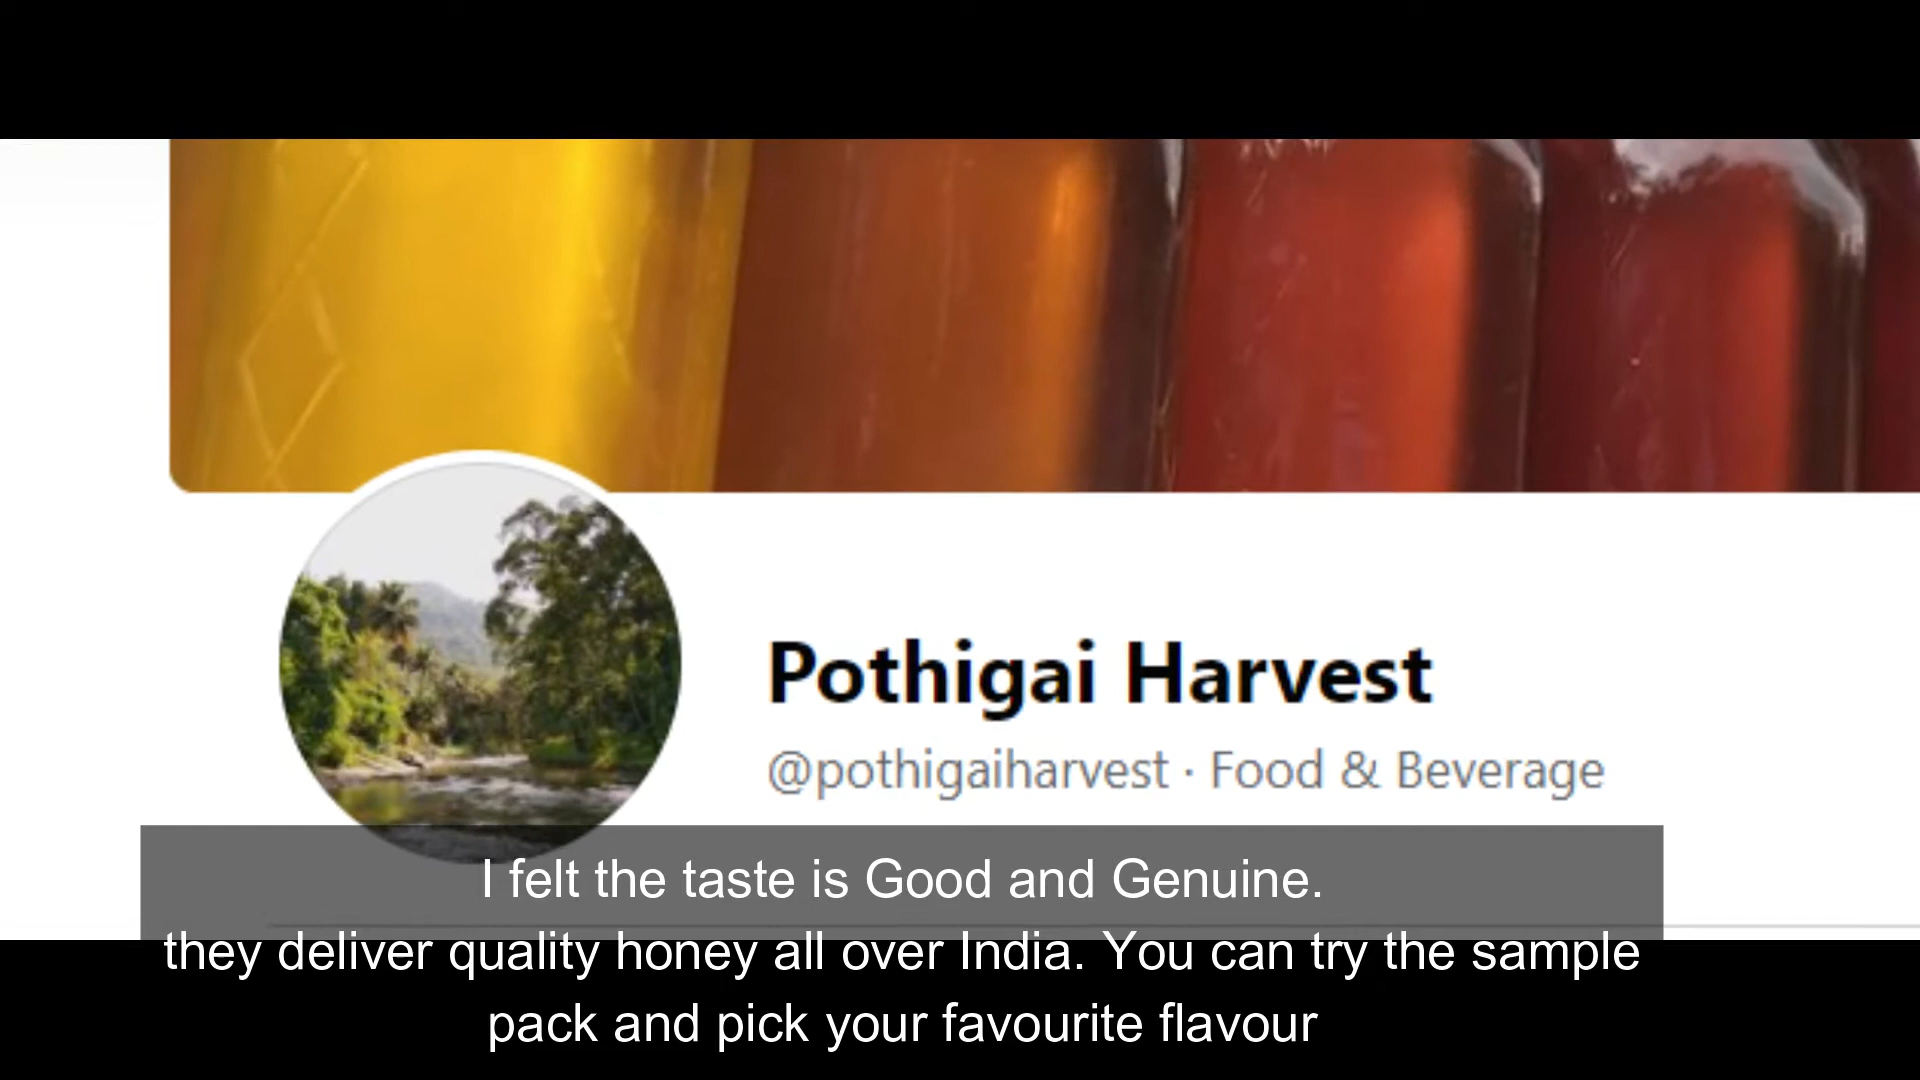 Pothigai Harvest
@pothigaiharvest · Food & Beverage
I felt the taste is Good and Genuine.
they deliver quality honey all over India. You can try the sample
pack and pick your favourite flavour